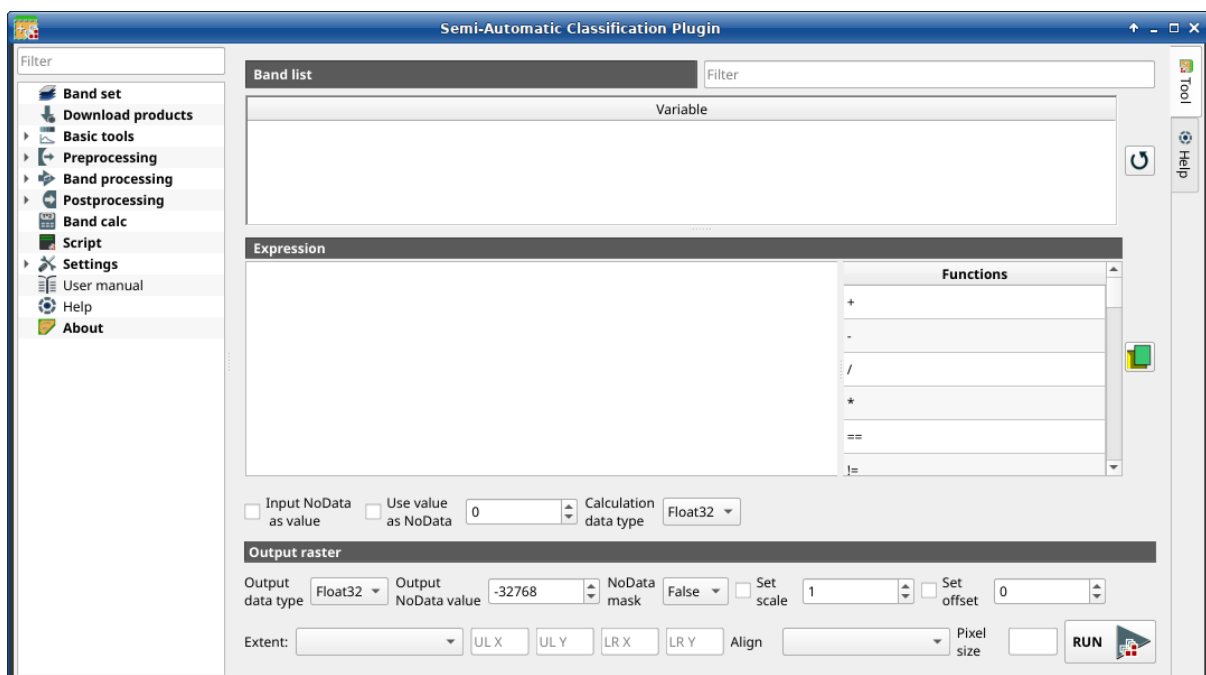 Semi-Automatic Classification Plugin
Filter
Band set
Download products
Basic tools
Preprocessing
Band processing
Postprocessing
Band calc
Script
Settings
User manual
Help
About
Band list
Filter
Variable
Expression
Functions
+
-
/
*
==
!=
Input NoData
as value
Use value
as NoData
0
Calculation
data type
Float32
Output raster
Output
data type
Float32
Output
NoData value
-32768
NoData
mask
False
Set
scale
1
Set
offset
0
Extent:
UL X
UL Y
LR X
LR Y
Align
Pixel
size
RUN
Tool
Help